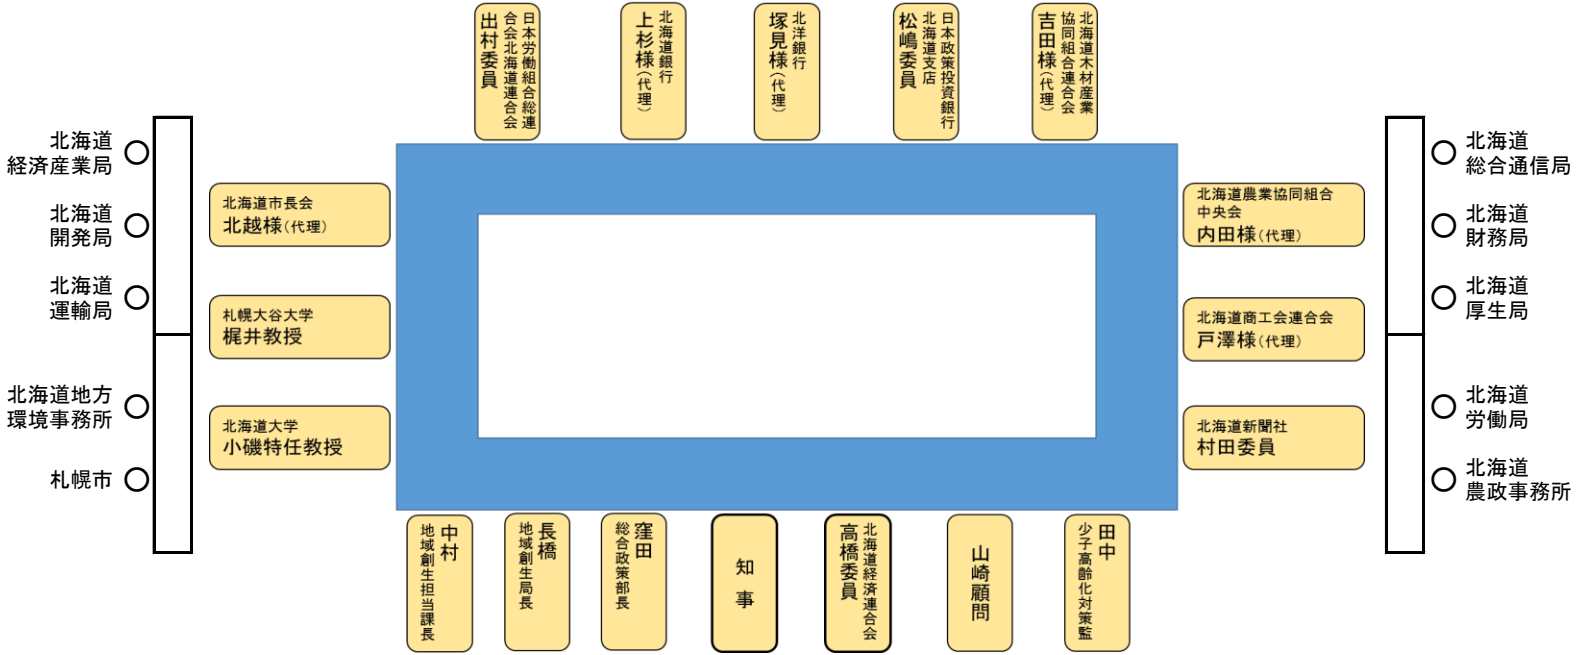 日本労働組合総連
合会北海道連合会
出村委員
北海道銀行
上杉様(代理)
北洋銀行
塚見様(代理)
日本政策投資銀行
北海道支店
松嶋委員
北海道木材産業
協同組合連合会
吉田様(代理)
北海道
経済産業局
北海道
開発局
北海道
運輸局
北海道地方
環境事務所
札幌市
北海道市長会
北越様(代理)
札幌大谷大学
梶井教授
北海道大学
小磯特任教授
北海道農業協同組合
中央会
内田様(代理)
北海道商工会連合会
戸澤様(代理)
北海道新聞社
村田委員
北海道
総合通信局
北海道
財務局
北海道
厚生局
北海道
労働局
北海道
農政事務所
中村
地域創生担当課長
長橋
地域創生局長
窪田
総合政策部長
知事
北海道経済連合会
高橋委員
山崎顧問
田中
少子高齢化対策監